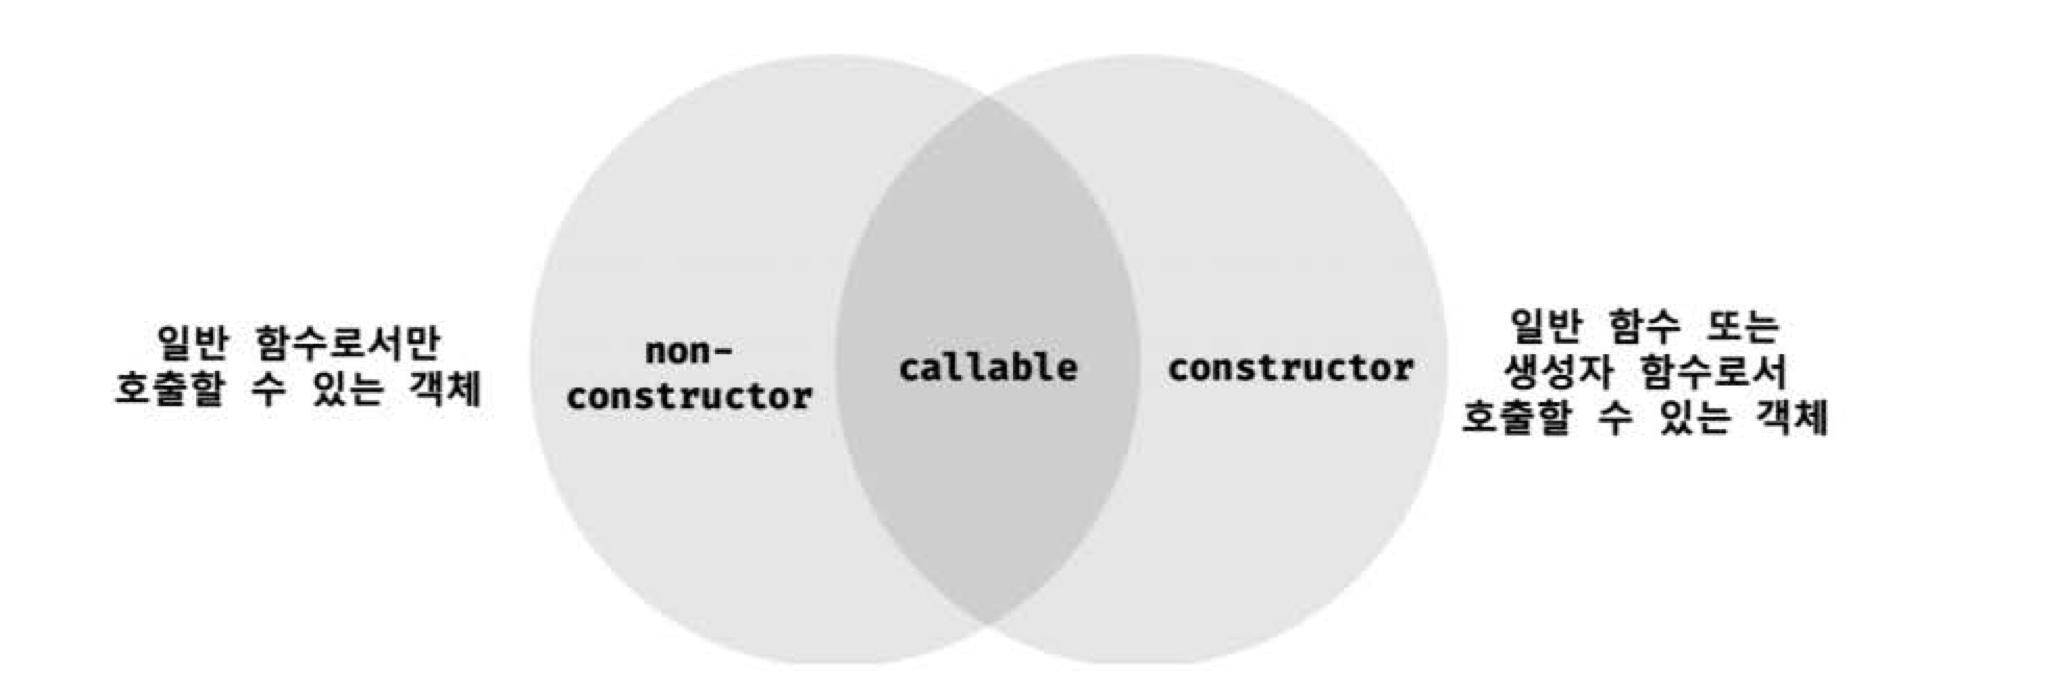 일반 함수로서만
호출할 수 있는 객체
non-
constructor
callable
constructor
일반 함수 또는
생성자 함수로서
호출할 수 있는 객체